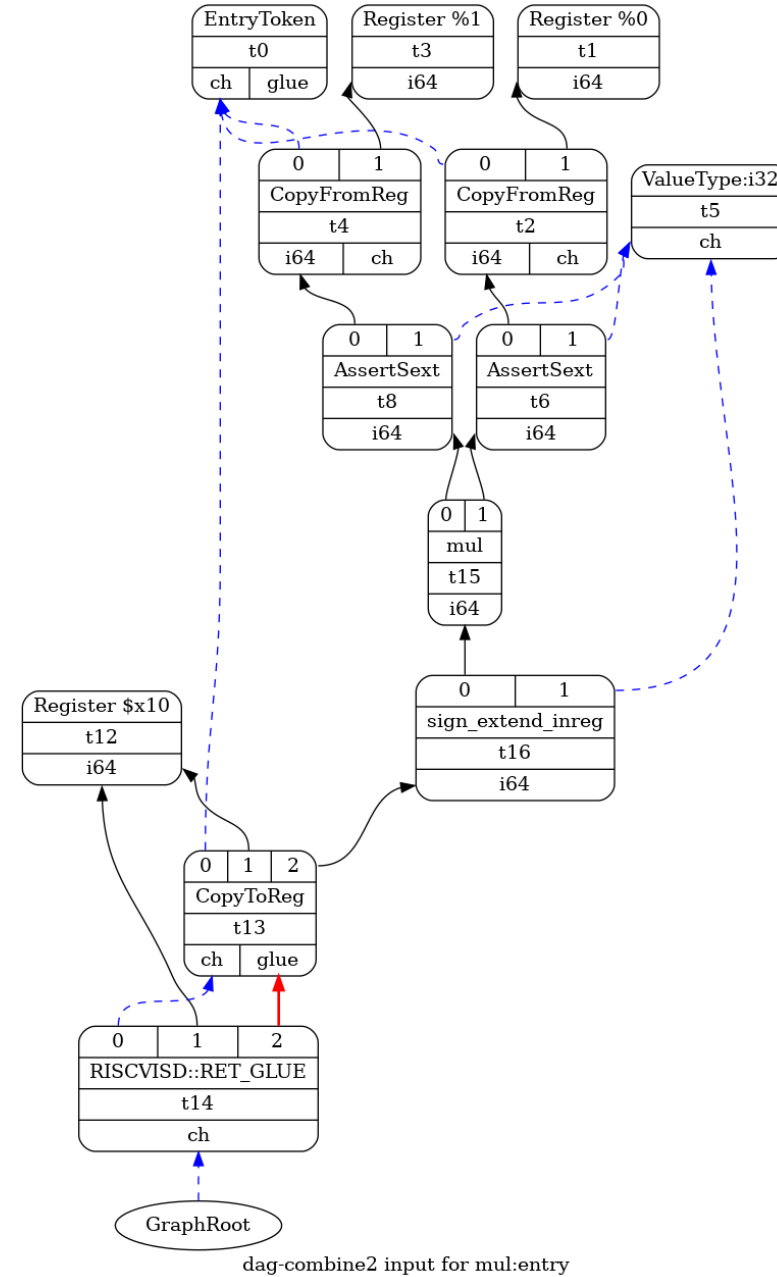 EntryToken
t0
ch glue
Register %1
t3
i64
Register %0
t1
i64
0 1
CopyFromReg
t4
i64 ch
0 1
CopyFromReg
t2
i64 ch
ValueType:i32
t5
ch
0 1
AssertSext
t8
i64
0 1
AssertSext
t6
i64
0 1
mul
t15
i64
0 1
sign_extend_inreg
t16
i64
Register $x10
t12
i64
0 1 2
CopyToReg
t13
ch glue
0 1 2
RISCVISD::RET_GLUE
t14
ch
GraphRoot
dag-combine2 input for mul:entry